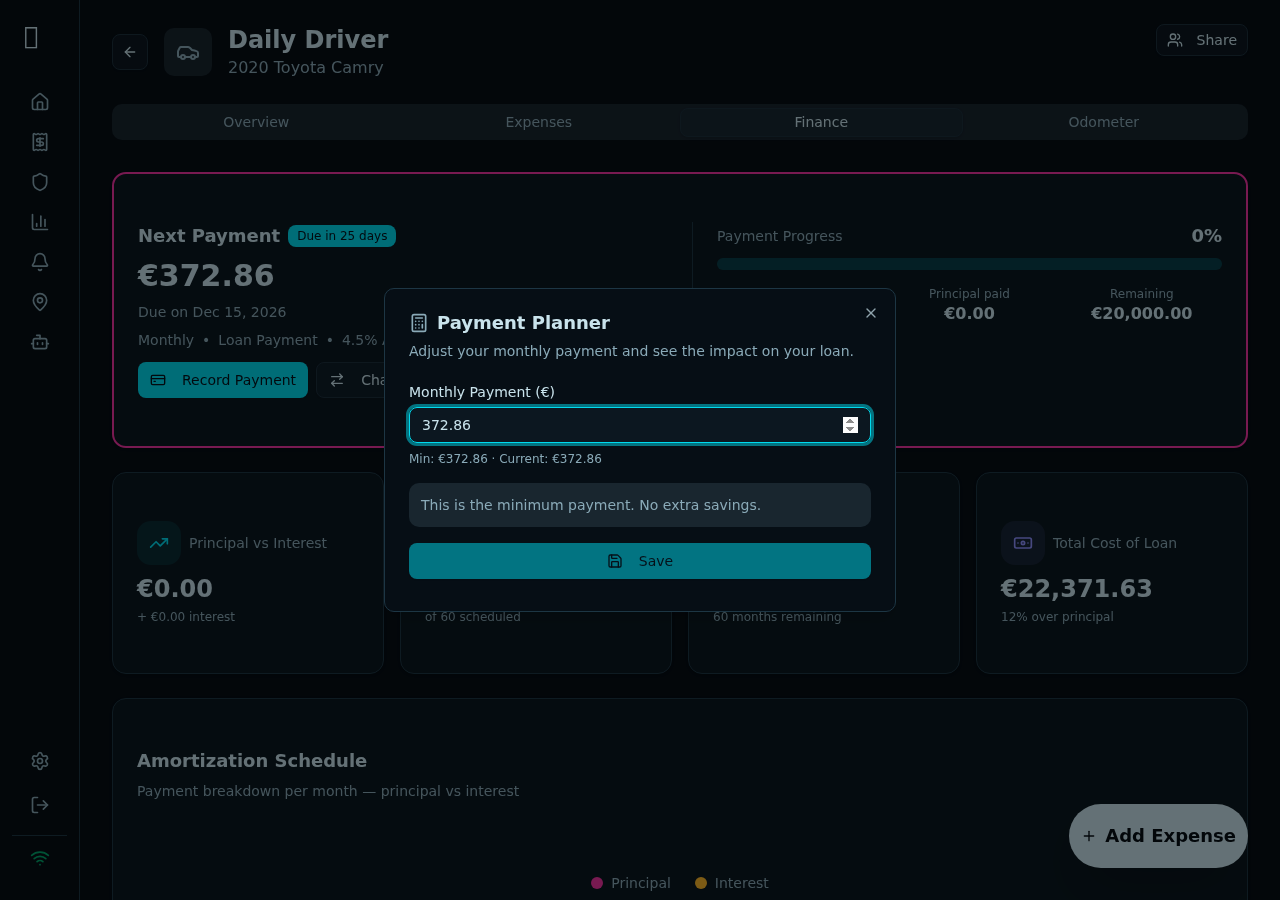 Daily Driver
2020 Toyota Camry
Share
Overview
Expenses
Finance
Odometer
Next Payment
Due in 25 days
€372.86
Due on Dec 15, 2026
Monthly • Loan Payment • 4.5%
Record Payment
Payment Progress
0%
Principal paid
€0.00
Remaining
€20,000.00
Payment Planner
Adjust your monthly payment and see the impact on your loan.
Monthly Payment (€)
372.86
Min: €372.86 · Current: €372.86
This is the minimum payment. No extra savings.
Save
Principal vs Interest
€0.00
+ €0.00 interest
of 60 scheduled
60 months remaining
Total Cost of Loan
€22,371.63
12% over principal
Amortization Schedule
Payment breakdown per month — principal vs interest
Principal
Interest
+ Add Expense